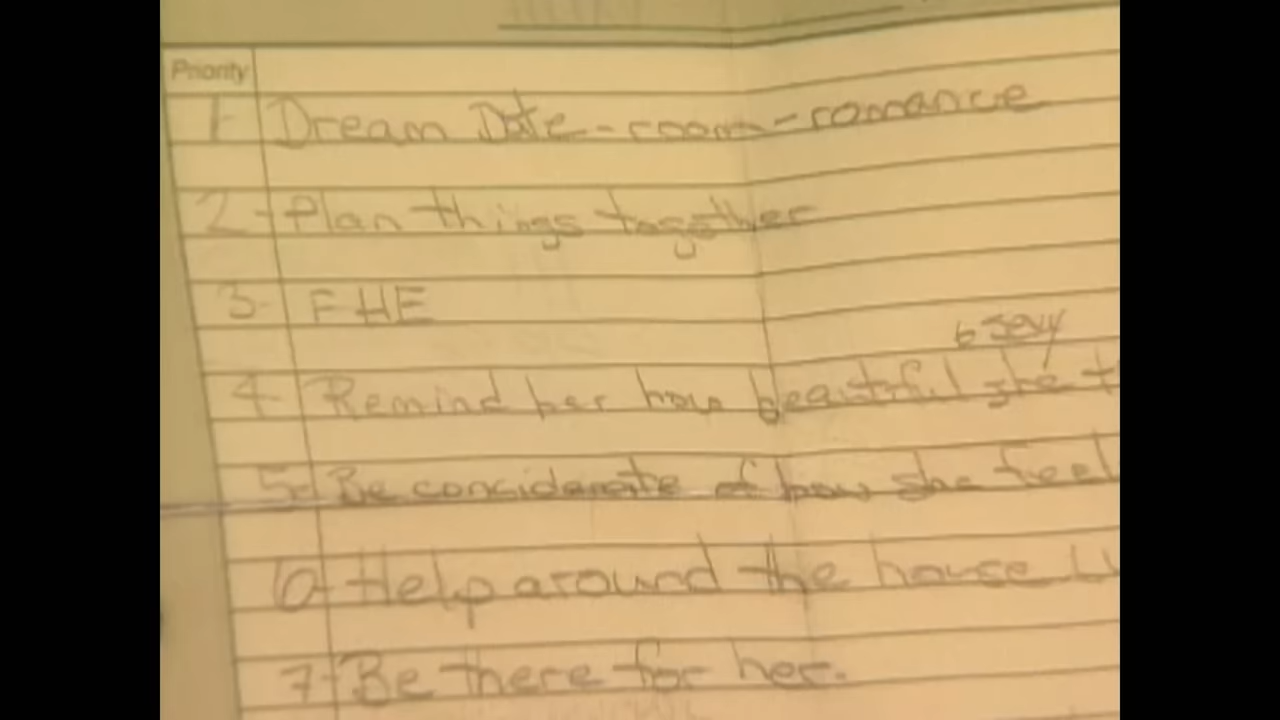 Priority
1- Dream Date - room - romance
2- Plan things together
3- FHE
4- Remind her how beautiful she
5- Be considerate of how she feel
6- Help around the house
7- Be there for her.